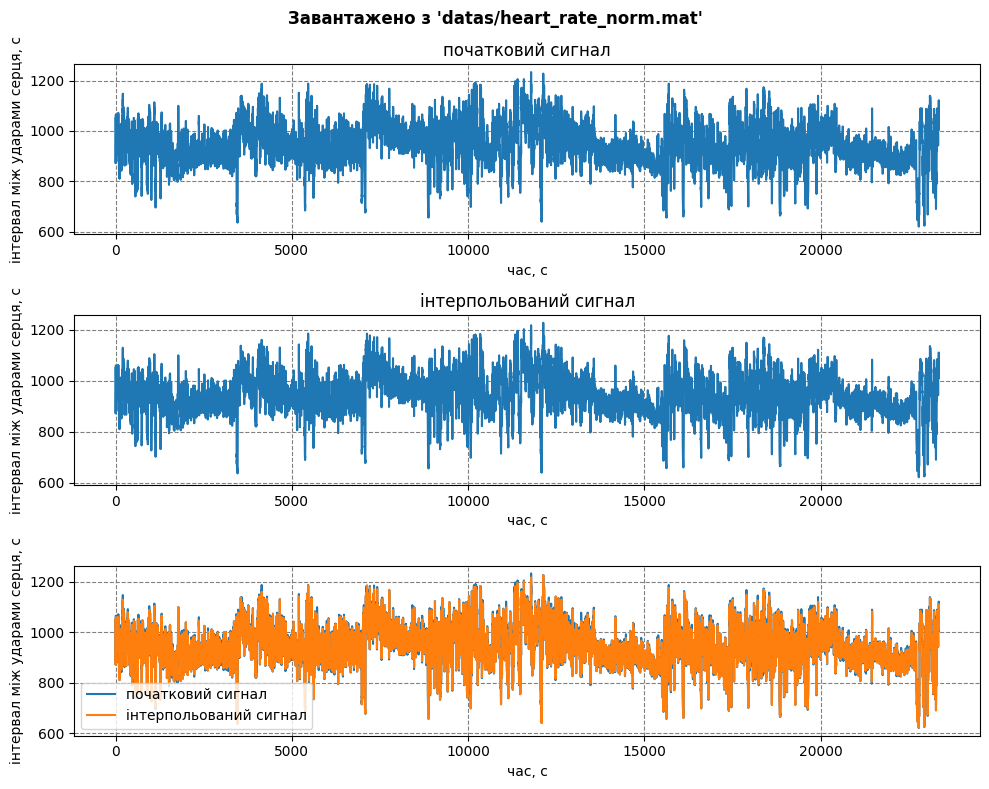 Завантажено з 'datas/heart_rate_norm.mat'
початковий сигнал
інтервал між ударами серця, с
1200
1000
800
600
0 5000 10000 15000 20000
час, с
інтерпольований сигнал
інтервал між ударами серця, с
1200
1000
800
600
0 5000 10000 15000 20000
час, с
інтервал між ударами серця, с
1200
1000
800
600
початковий сигнал
інтерпольований сигнал
0 5000 10000 15000 20000
час, с